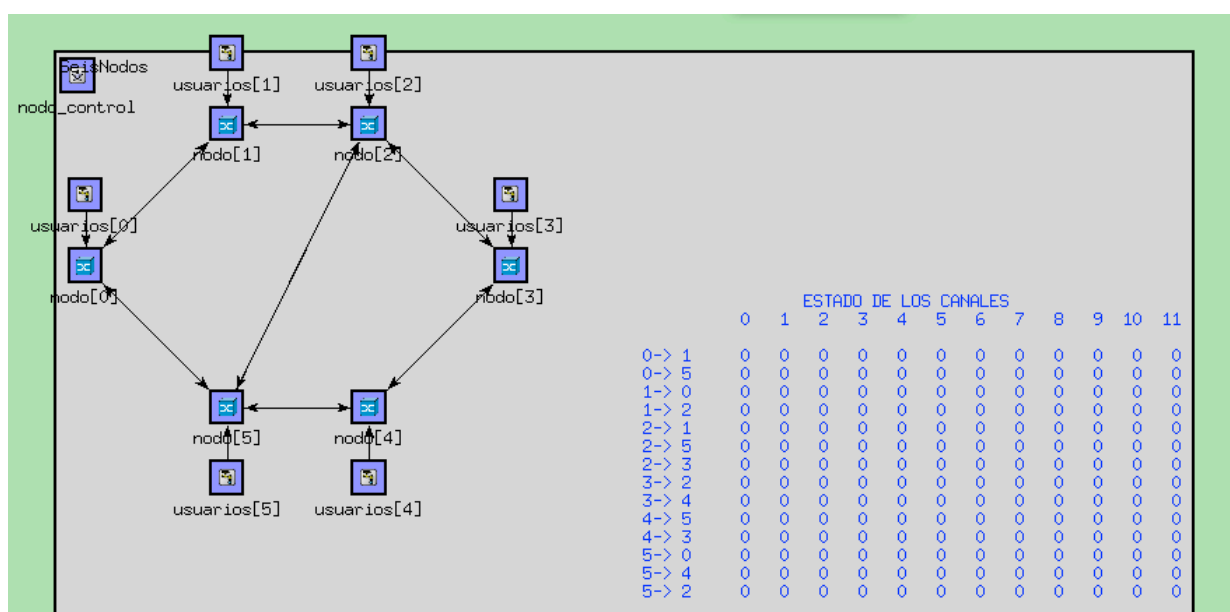 SeisNodos
nodo_control
usuarios[1]
usuarios[2]
nodo[1]
nodo[2]
usuarios[0]
usuarios[3]
nodo[0]
nodo[3]
nodo[5]
nodo[4]
usuarios[5]
usuarios[4]
ESTADO DE LOS CANALES
0 1 2 3 4 5 6 7 8 9 10 11
0-> 1 0 0 0 0 0 0 0 0 0 0 0 0
0-> 5 0 0 0 0 0 0 0 0 0 0 0 0
1-> 0 0 0 0 0 0 0 0 0 0 0 0 0
1-> 2 0 0 0 0 0 0 0 0 0 0 0 0
2-> 1 0 0 0 0 0 0 0 0 0 0 0 0
2-> 5 0 0 0 0 0 0 0 0 0 0 0 0
2-> 3 0 0 0 0 0 0 0 0 0 0 0 0
3-> 2 0 0 0 0 0 0 0 0 0 0 0 0
3-> 4 0 0 0 0 0 0 0 0 0 0 0 0
4-> 5 0 0 0 0 0 0 0 0 0 0 0 0
4-> 3 0 0 0 0 0 0 0 0 0 0 0 0
5-> 0 0 0 0 0 0 0 0 0 0 0 0 0
5-> 4 0 0 0 0 0 0 0 0 0 0 0 0
5-> 2 0 0 0 0 0 0 0 0 0 0 0 0